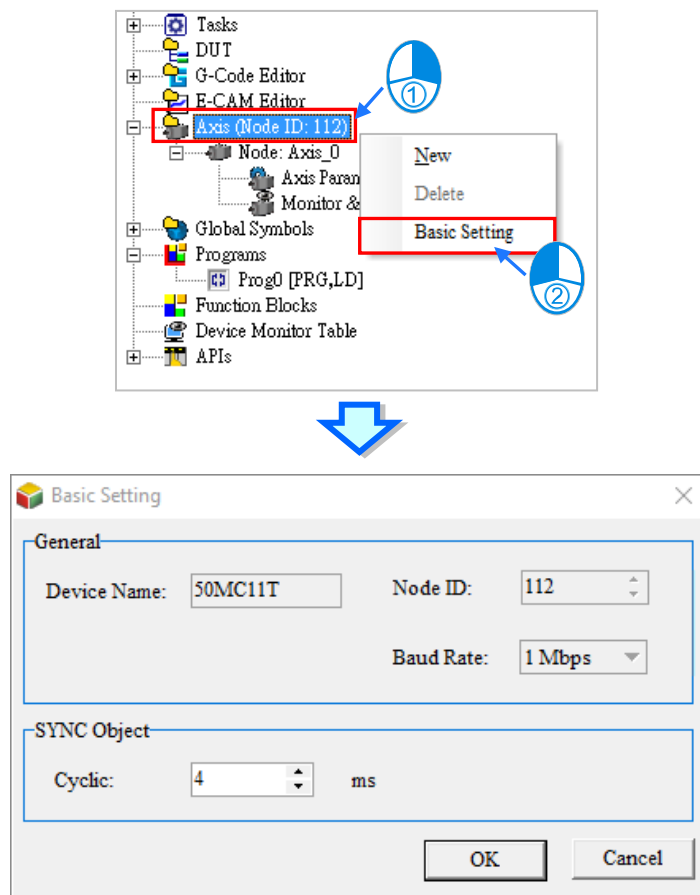 Tasks
DUT
G-Code Editor
E-CAM Editor
Axis (Node ID: 112)
Node: Axis_0
Axis Param
Monitor &
Global Symbols
Programs
Prog0 [PRG,LD]
Function Blocks
Device Monitor Table
APIs
New
Delete
Basic Setting
①
②
Basic Setting
General
Device Name: 50MC11T Node ID: 112
Baud Rate: 1 Mbps
SYNC Object
Cyclic: 4 ms
OK Cancel